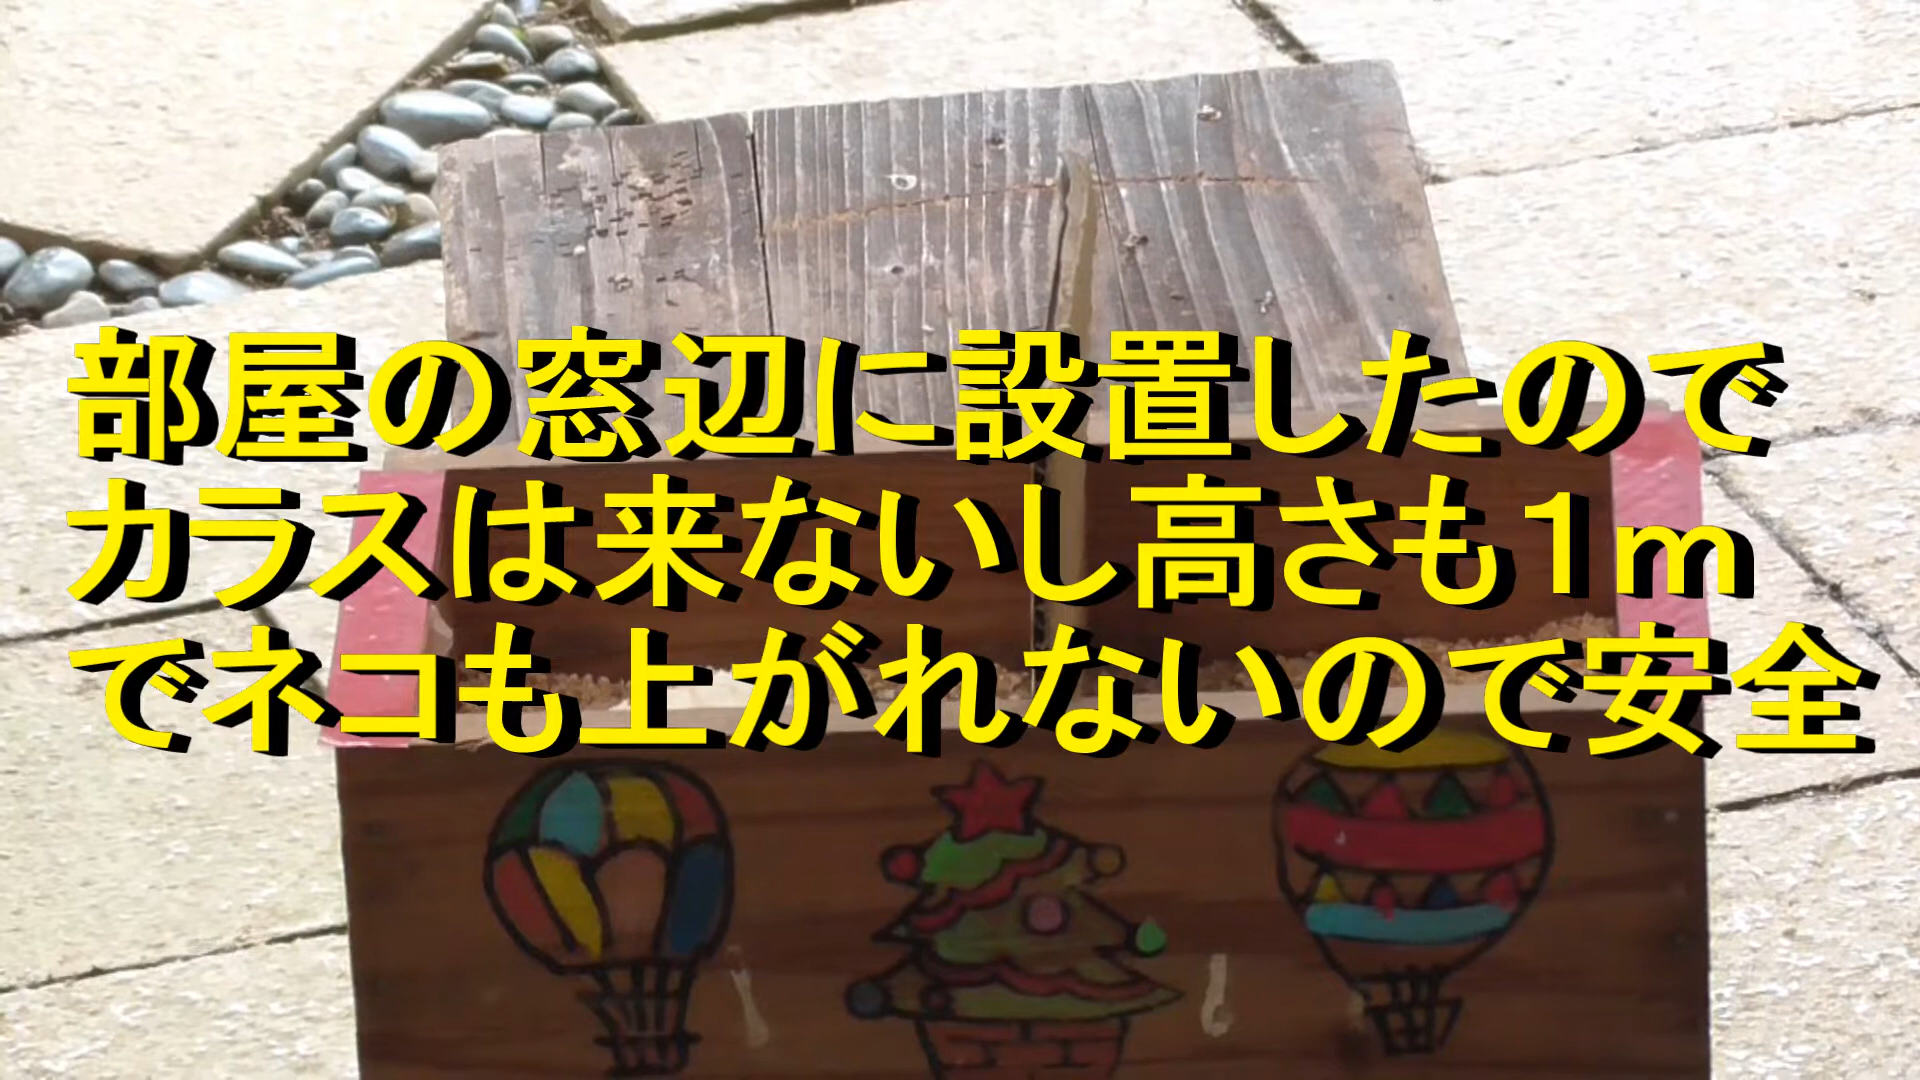 部屋の窓辺に設置したので
カラスは来ないし高さも1m
でネコも上がれないので安全